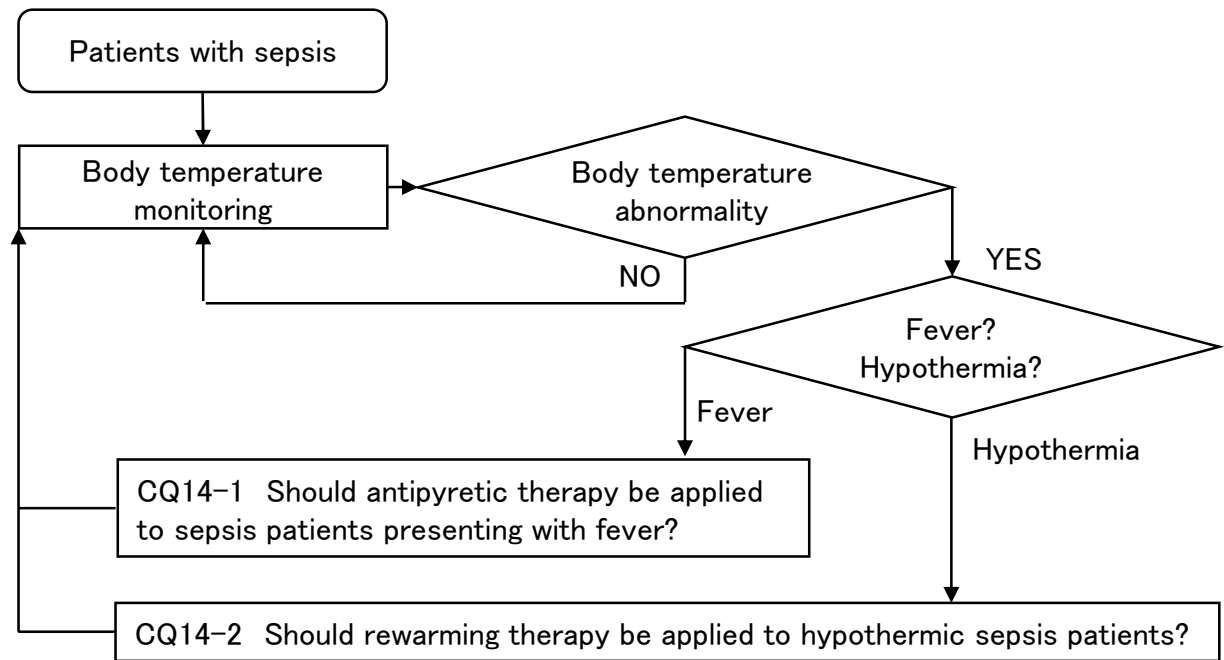 Patients with sepsis
Body temperature
monitoring
Body temperature
abnormality
NO
YES
Fever?
Hypothermia?
Fever
Hypothermia
CQ14-1 Should antipyretic therapy be applied
to sepsis patients presenting with fever?
CQ14-2 Should rewarming therapy be applied to hypothermic sepsis patients?